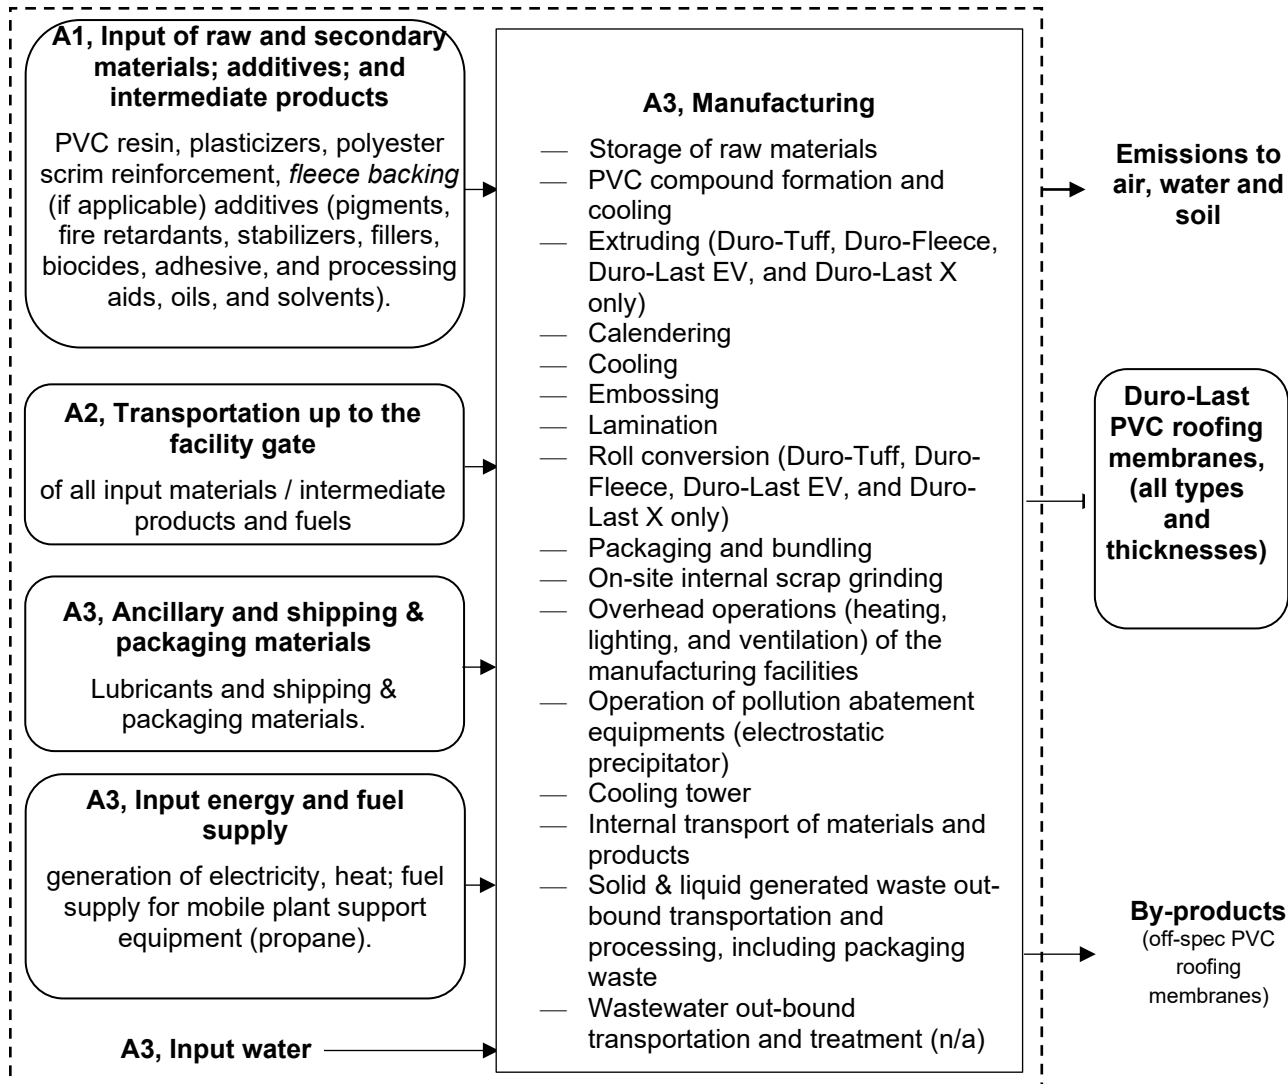 A1, Input of raw and secondary
materials; additives; and
intermediate products
PVC resin, plasticizers, polyester
scrim reinforcement, fleece backing
(if applicable) additives (pigments,
fire retardants, stabilizers, fillers,
biocides, adhesive, and processing
aids, oils, and solvents).
A2, Transportation up to the
facility gate
of all input materials / intermediate
products and fuels
A3, Ancillary and shipping &
packaging materials
Lubricants and shipping &
packaging materials.
A3, Input energy and fuel
supply
generation of electricity, heat; fuel
supply for mobile plant support
equipment (propane).
A3, Input water
A3, Manufacturing
— Storage of raw materials
— PVC compound formation and
cooling
— Extruding (Duro-Tuff, Duro-Fleece,
Duro-Last EV, and Duro-Last X
only)
— Calendering
— Cooling
— Embossing
— Lamination
— Roll conversion (Duro-Tuff, Duro-
Fleece, Duro-Last EV, and Duro-
Last X only)
— Packaging and bundling
— On-site internal scrap grinding
— Overhead operations (heating,
lighting, and ventilation) of the
manufacturing facilities
— Operation of pollution abatement
equipments (electrostatic
precipitator)
— Cooling tower
— Internal transport of materials and
products
— Solid & liquid generated waste out-
bound transportation and
processing, including packaging
waste
— Wastewater out-bound
transportation and treatment (n/a)
Emissions to
air, water and
soil
Duro-Last
PVC roofing
membranes,
(all types
and
thicknesses)
By-products
(off-spec PVC
roofing
membranes)